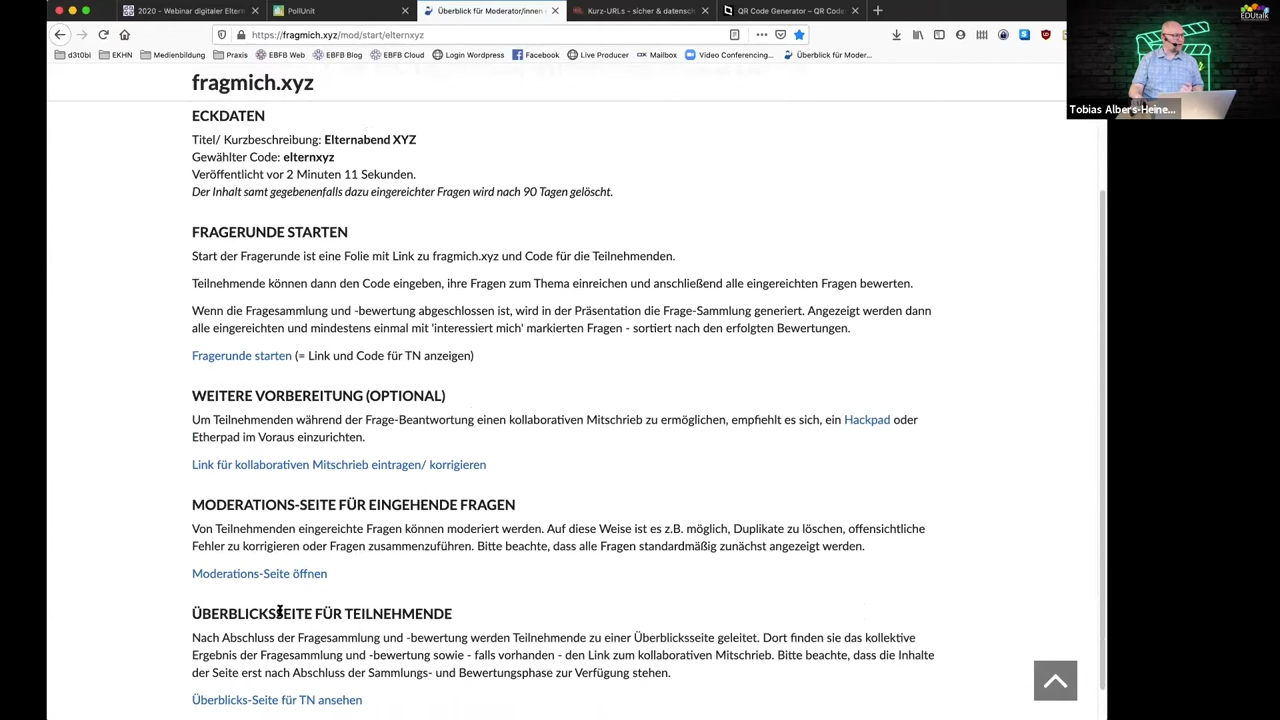 2020 - Webinar digitaler Eltern
PollUnit
Überblick für Moderator/innen
Kurz-URLs - sicher & datensch
QR Code Generator – QR Code
https://fragmich.xyz/mod/start/elternxyz
d3t0bi
EKHN
Medienbildung
Praxis
EBFB Web
EBFB Cloud
Login Wordpress
Facebook
Live Producer
Mailbox
Video Conferencing...
Überblick für Moder...
EDUtalk
Tobias Albers-Heine...
fragmich.xyz
ECKDATEN
Titel/ Kurzbeschreibung: Elternabend XYZ
Gewählter Code: elternxyz
Veröffentlicht vor 2 Minuten 11 Sekunden.
Der Inhalt samt gegebenenfalls dazu eingereichter Fragen wird nach 90 Tagen gelöscht.
FRAGERUNDE STARTEN
Start der Fragerunde ist eine Folie mit Link zu fragmich.xyz und Code für die Teilnehmenden.
Teilnehmende können dann den Code eingeben, ihre Fragen zum Thema einreichen und anschließend alle eingereichten Fragen bewerten.
Wenn die Fragesammlung und -bewertung abgeschlossen ist, wird in der Präsentation die Frage-Sammlung generiert. Angezeigt werden dann
alle eingereichten und mindestens einmal mit 'interessiert mich' markierten Fragen - sortiert nach den erfolgten Bewertungen.
Fragerunde starten (= Link und Code für TN anzeigen)
WEITERE VORBEREITUNG (OPTIONAL)
Um Teilnehmenden während der Frage-Beantwortung einen kollaborativen Mitschrieb zu ermöglichen, empfiehlt es sich, ein Hackpad oder
Etherpad im Voraus einzurichten.
Link für kollaborativen Mitschrieb eintragen/ korrigieren
MODERATIONS-SEITE FÜR EINGEHENDE FRAGEN
Von Teilnehmenden eingereichte Fragen können moderiert werden. Auf diese Weise ist es z.B. möglich, Duplikate zu löschen, offensichtliche
Fehler zu korrigieren oder Fragen zusammenzuführen. Bitte beachte, dass alle Fragen standardmäßig zunächst angezeigt werden.
Moderations-Seite öffnen
ÜBERBLICKSSEITE FÜR TEILNEHMENDE
Nach Abschluss der Fragesammlung und -bewertung werden Teilnehmende zu einer Überblicksseite geleitet. Dort finden sie das kollektive
Ergebnis der Fragesammlung und -bewertung sowie - falls vorhanden - den Link zum kollaborativen Mitschrieb. Bitte beachte, dass die Inhalte
der Seite erst nach Abschluss der Sammlungs- und Bewertungsphase zur Verfügung stehen.
Überblicks-Seite für TN ansehen